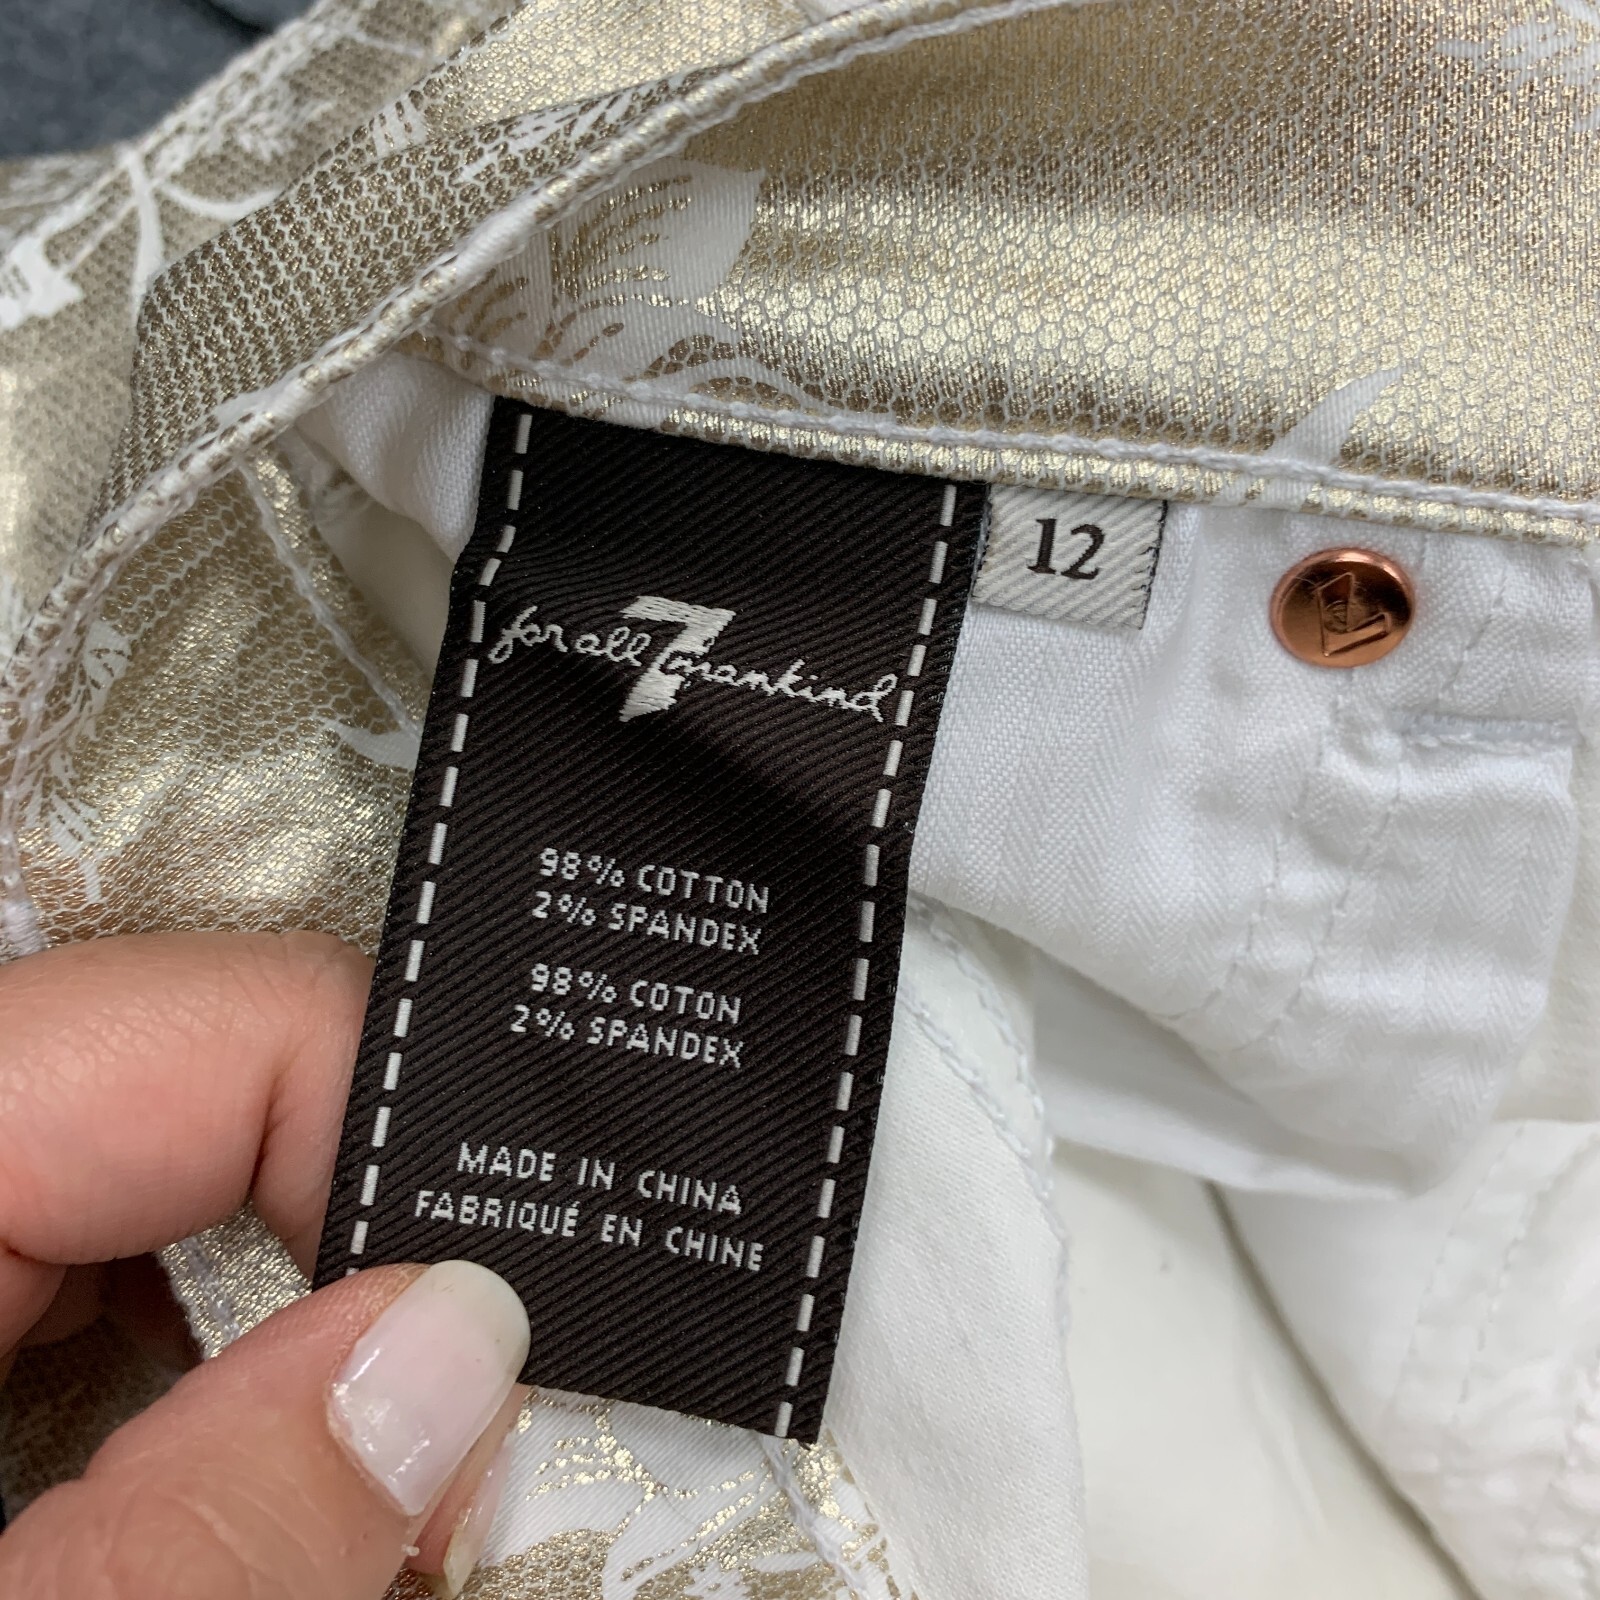 for all 7 mankind
12
98% COTTON
2% SPANDEX
98% COTON
2% SPANDEX
MADE IN CHINA
FABRIQUÉ EN CHINE